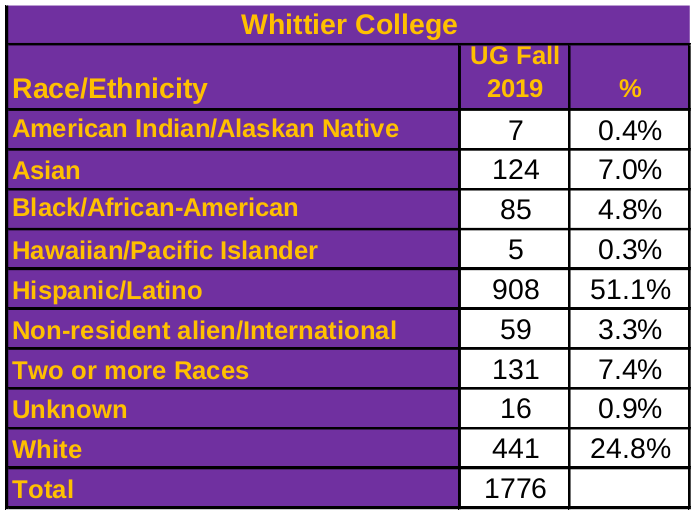 Whittier College
Race/Ethnicity UG Fall 2019 %
American Indian/Alaskan Native 7 0.4%
Asian 124 7.0%
Black/African-American 85 4.8%
Hawaiian/Pacific Islander 5 0.3%
Hispanic/Latino 908 51.1%
Non-resident alien/International 59 3.3%
Two or more Races 131 7.4%
Unknown 16 0.9%
White 441 24.8%
Total 1776